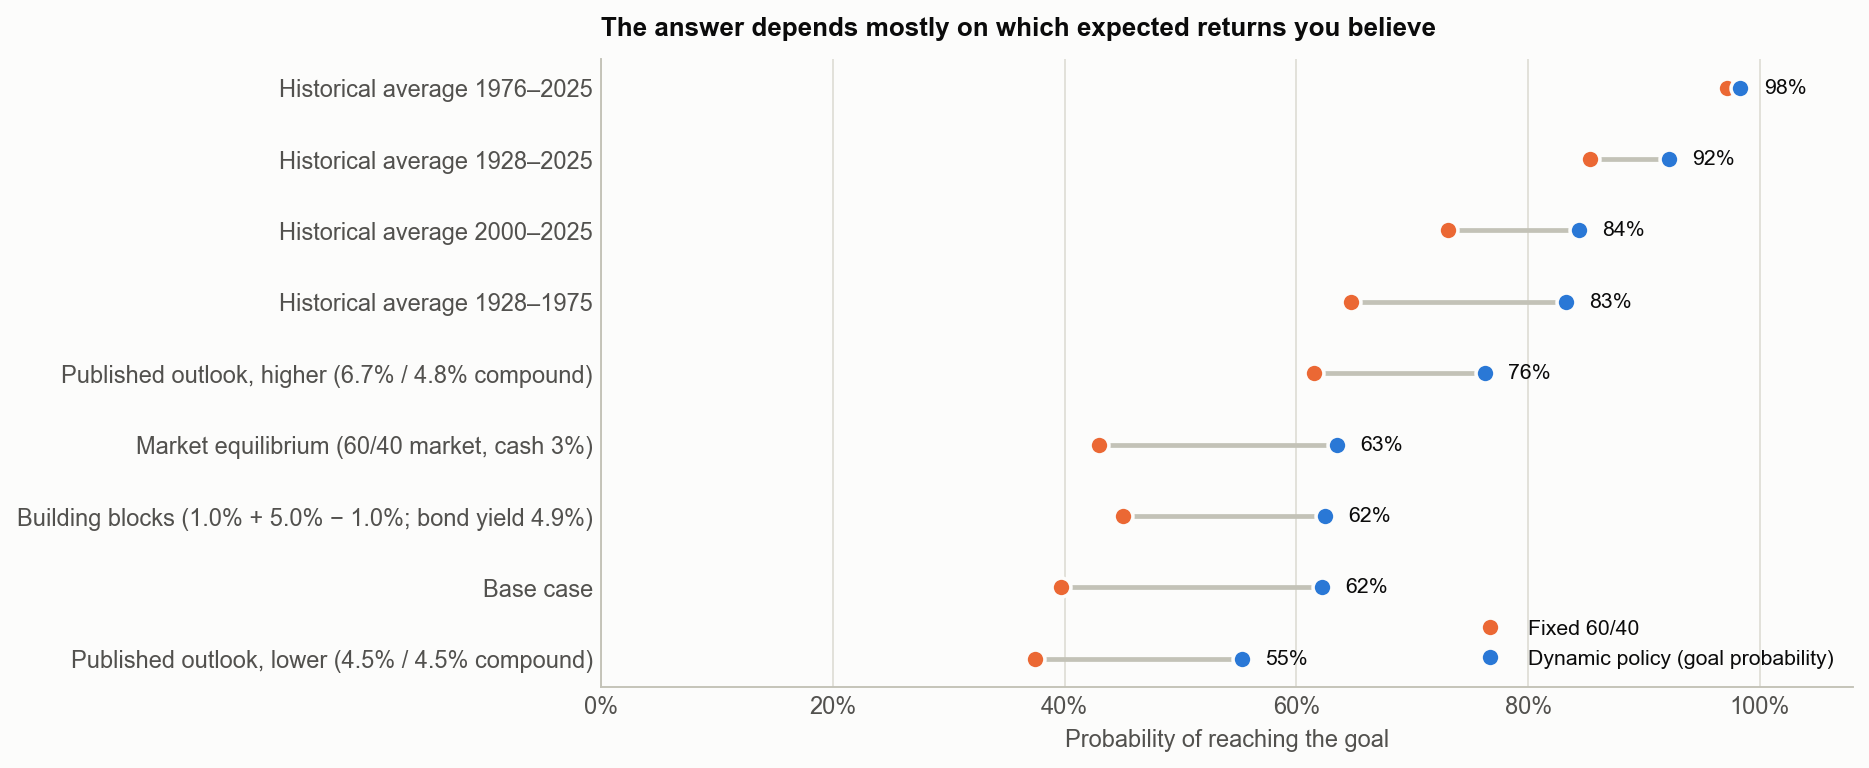 The answer depends mostly on which expected returns you believe
Historical average 1976–2025
98%
Historical average 1928–2025
92%
Historical average 2000–2025
84%
Historical average 1928–1975
83%
Published outlook, higher (6.7% / 4.8% compound)
76%
Market equilibrium (60/40 market, cash 3%)
63%
Building blocks (1.0% + 5.0% − 1.0%; bond yield 4.9%)
62%
Base case
62%
Published outlook, lower (4.5% / 4.5% compound)
55%
Fixed 60/40
Dynamic policy (goal probability)
0% 20% 40% 60% 80% 100%
Probability of reaching the goal